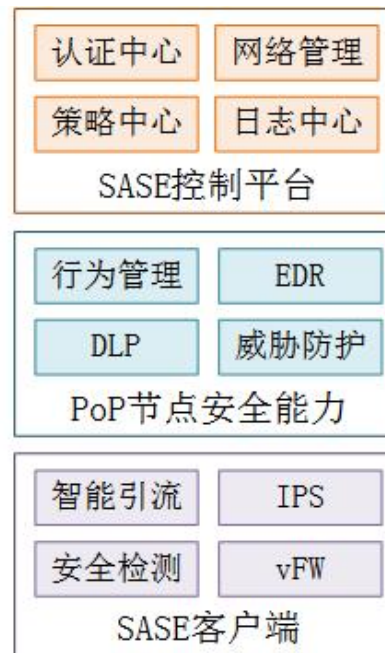 认证中心 网络管理
策略中心 日志中心
SASE控制平台
行为管理 EDR
DLP 威胁防护
PoP节点安全能力
智能引流 IPS
安全检测 vFW
SASE客户端